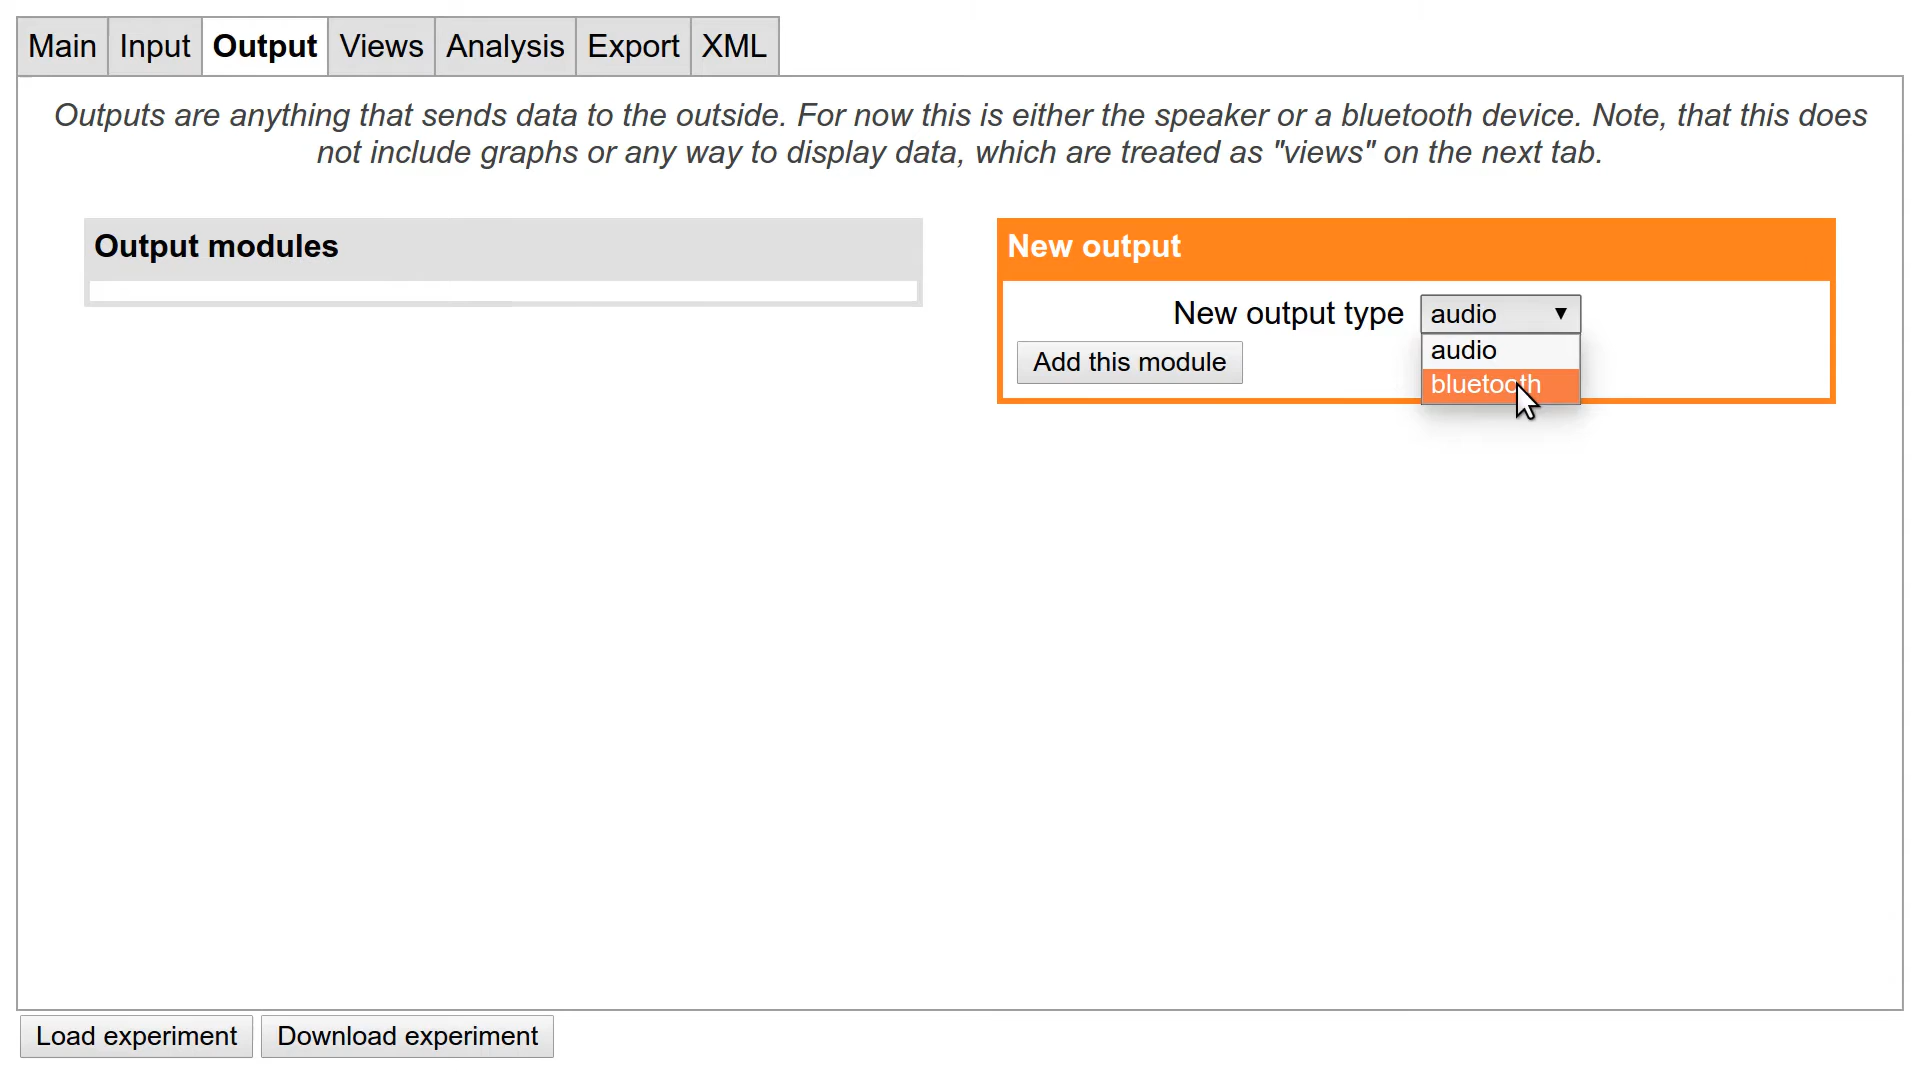 Main Input Output Views Analysis Export XML
Outputs are anything that sends data to the outside. For now this is either the speaker or a bluetooth device. Note, that this does
not include graphs or any way to display data, which are treated as "views" on the next tab.
Output modules
New output
New output type audio
audio
Add this module
bluetooth
Load experiment Download experiment